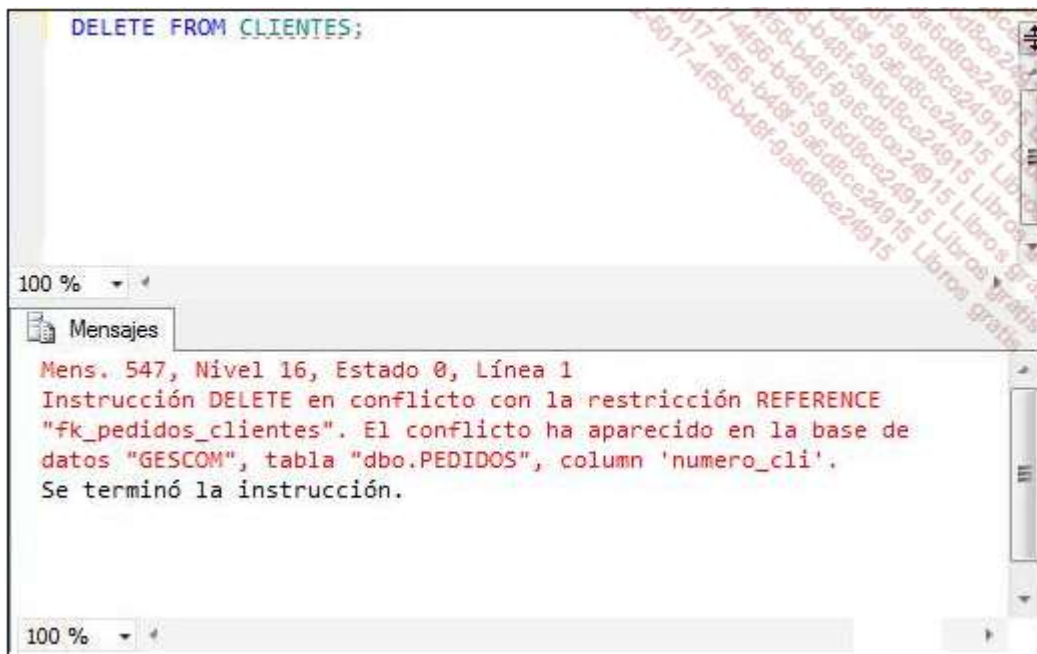 DELETE FROM CLIENTES;
100 %
Mensajes
Mens. 547, Nivel 16, Estado 0, Línea 1
Instrucción DELETE en conflicto con la restricción REFERENCE
"fk_pedidos_clientes". El conflicto ha aparecido en la base de
datos "GESCOM", tabla "dbo.PEDIDOS", column 'numero_cli'.
Se terminó la instrucción.
100 %